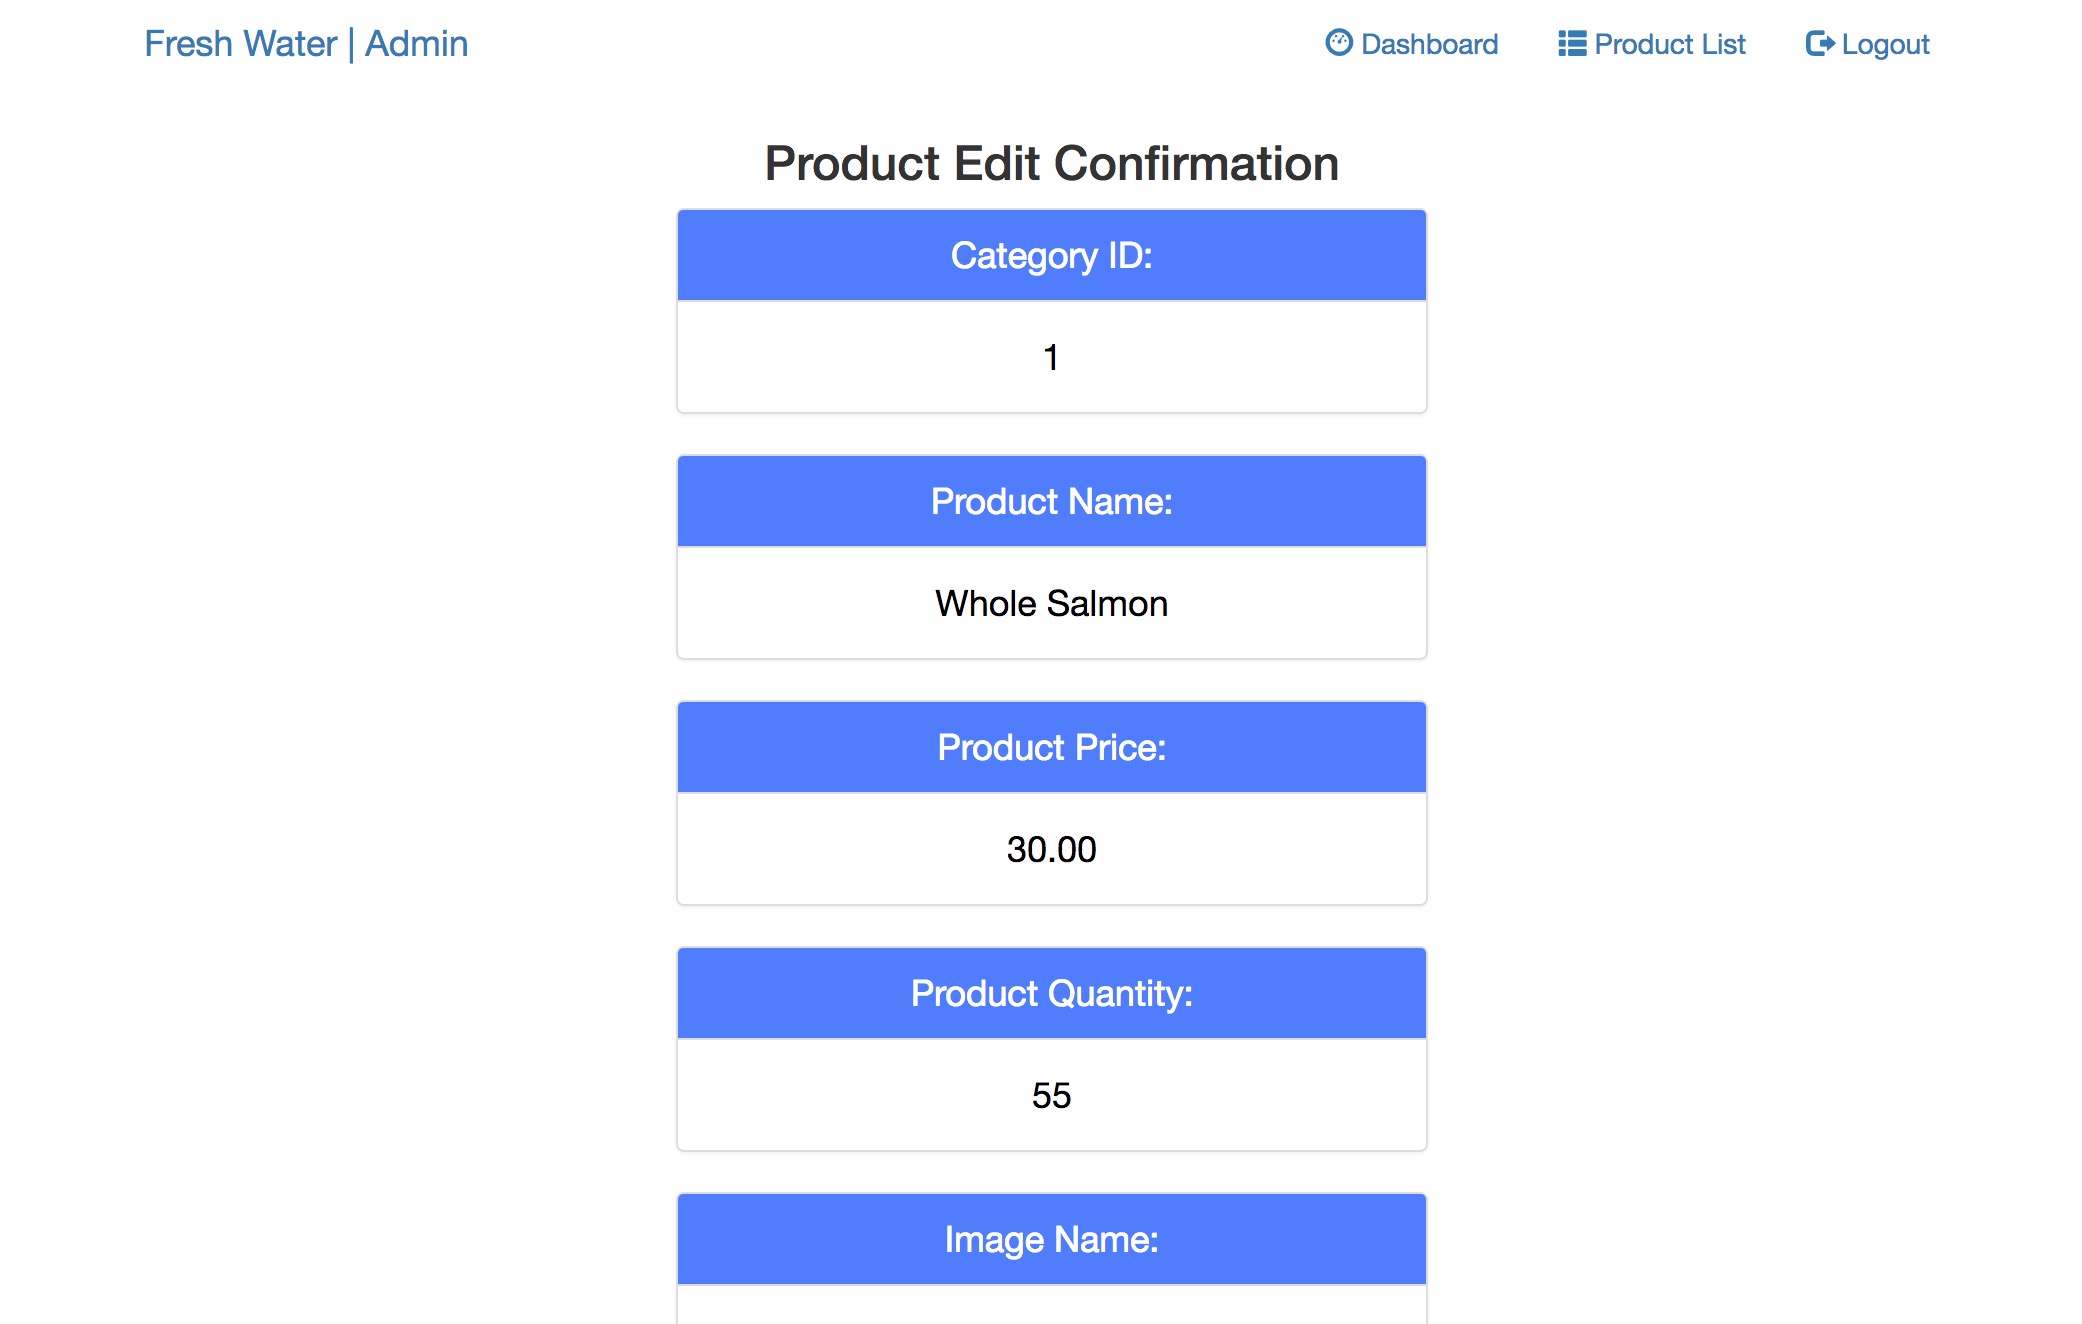 Fresh Water | Admin
Dashboard
Product List
Logout
Product Edit Confirmation
Category ID:
1
Product Name:
Whole Salmon
Product Price:
30.00
Product Quantity:
55
Image Name: